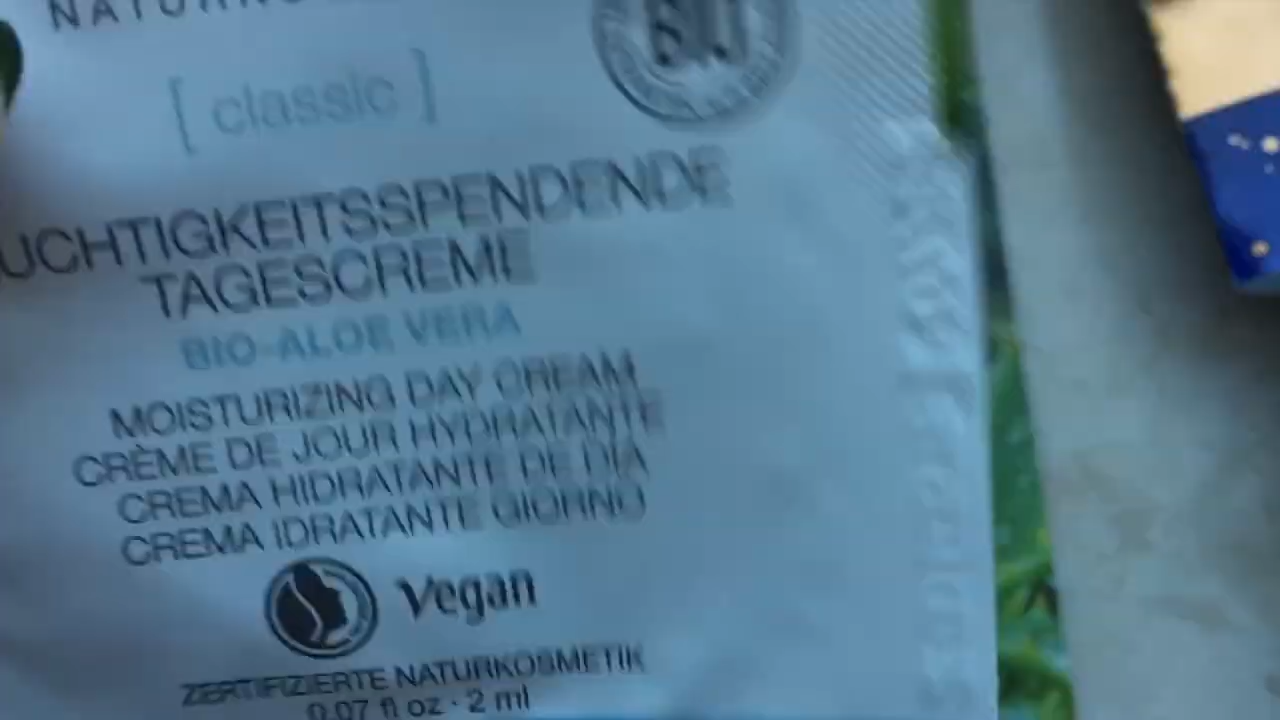 [ classic ]
UCHTIGKEITSSPENDENDE
TAGESCREME
BIO-ALOE VERA
MOISTURIZING DAY CREAM
CRÈME DE JOUR HYDRATANTE
CREMA HIDRATANTE DE DÍA
CREMA IDRATANTE GIORNO
Vegan
ZERTIFIZIERTE NATURKOSMETIK
0.07 fl oz · 2 ml